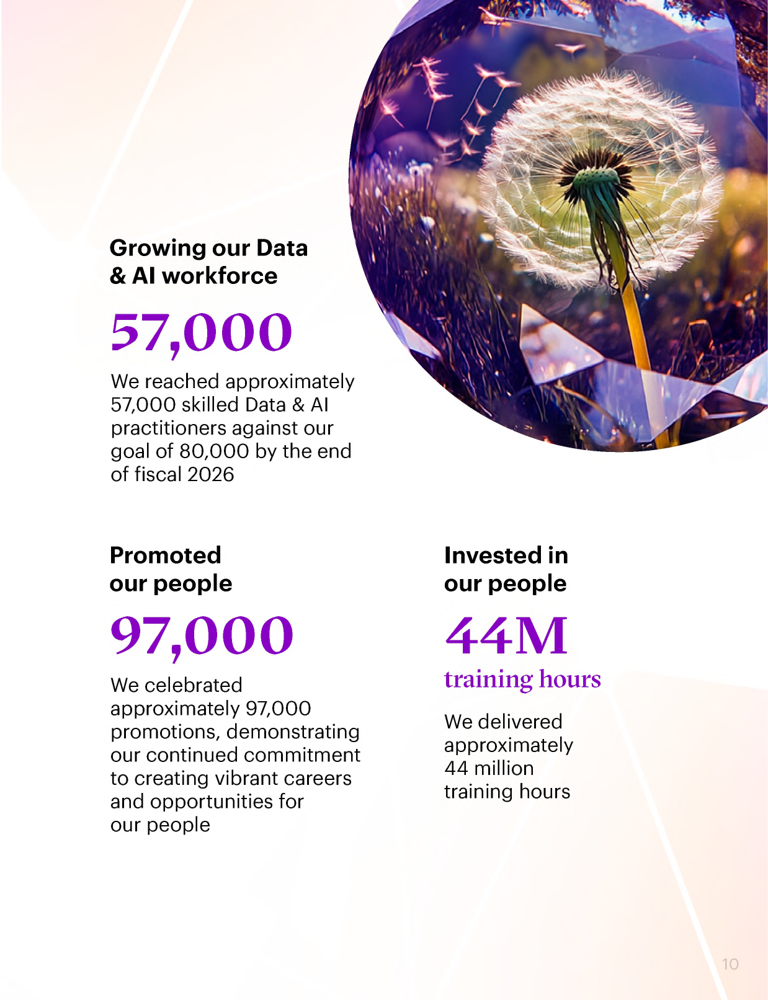 Growing our Data
& AI workforce
57,000
We reached approximately
57,000 skilled Data & AI
practitioners against our
goal of 80,000 by the end
of fiscal 2026
Promoted
our people
97,000
We celebrated
approximately 97,000
promotions, demonstrating
our continued commitment
to creating vibrant careers
and opportunities for
our people
Invested in
our people
44M
training hours
We delivered
approximately
44 million
training hours
10